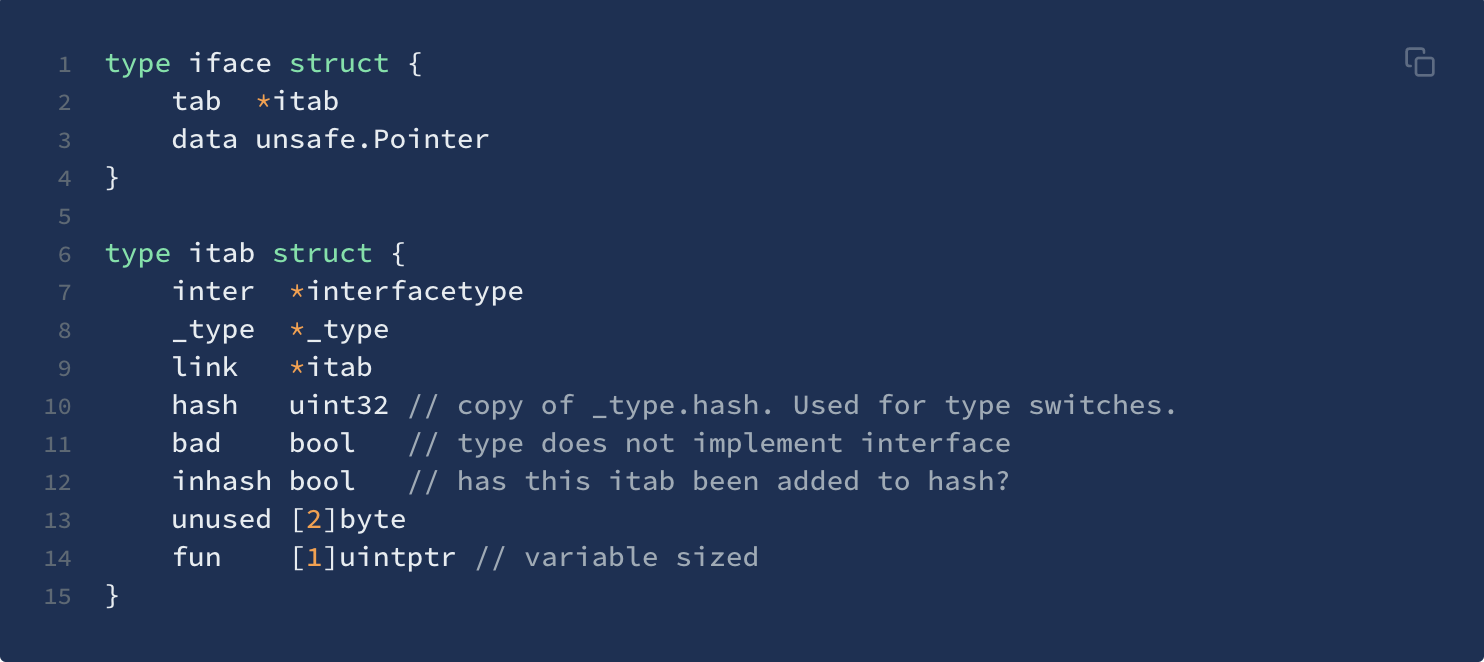 1 type iface struct {
2     tab  *itab
3     data unsafe.Pointer
4 }
5
6 type itab struct {
7     inter  *interfacetype
8     _type  *_type
9     link   *itab
10     hash   uint32 // copy of _type.hash. Used for type switches.
11     bad    bool   // type does not implement interface
12     inhash bool   // has this itab been added to hash?
13     unused [2]byte
14     fun    [1]uintptr // variable sized
15 }